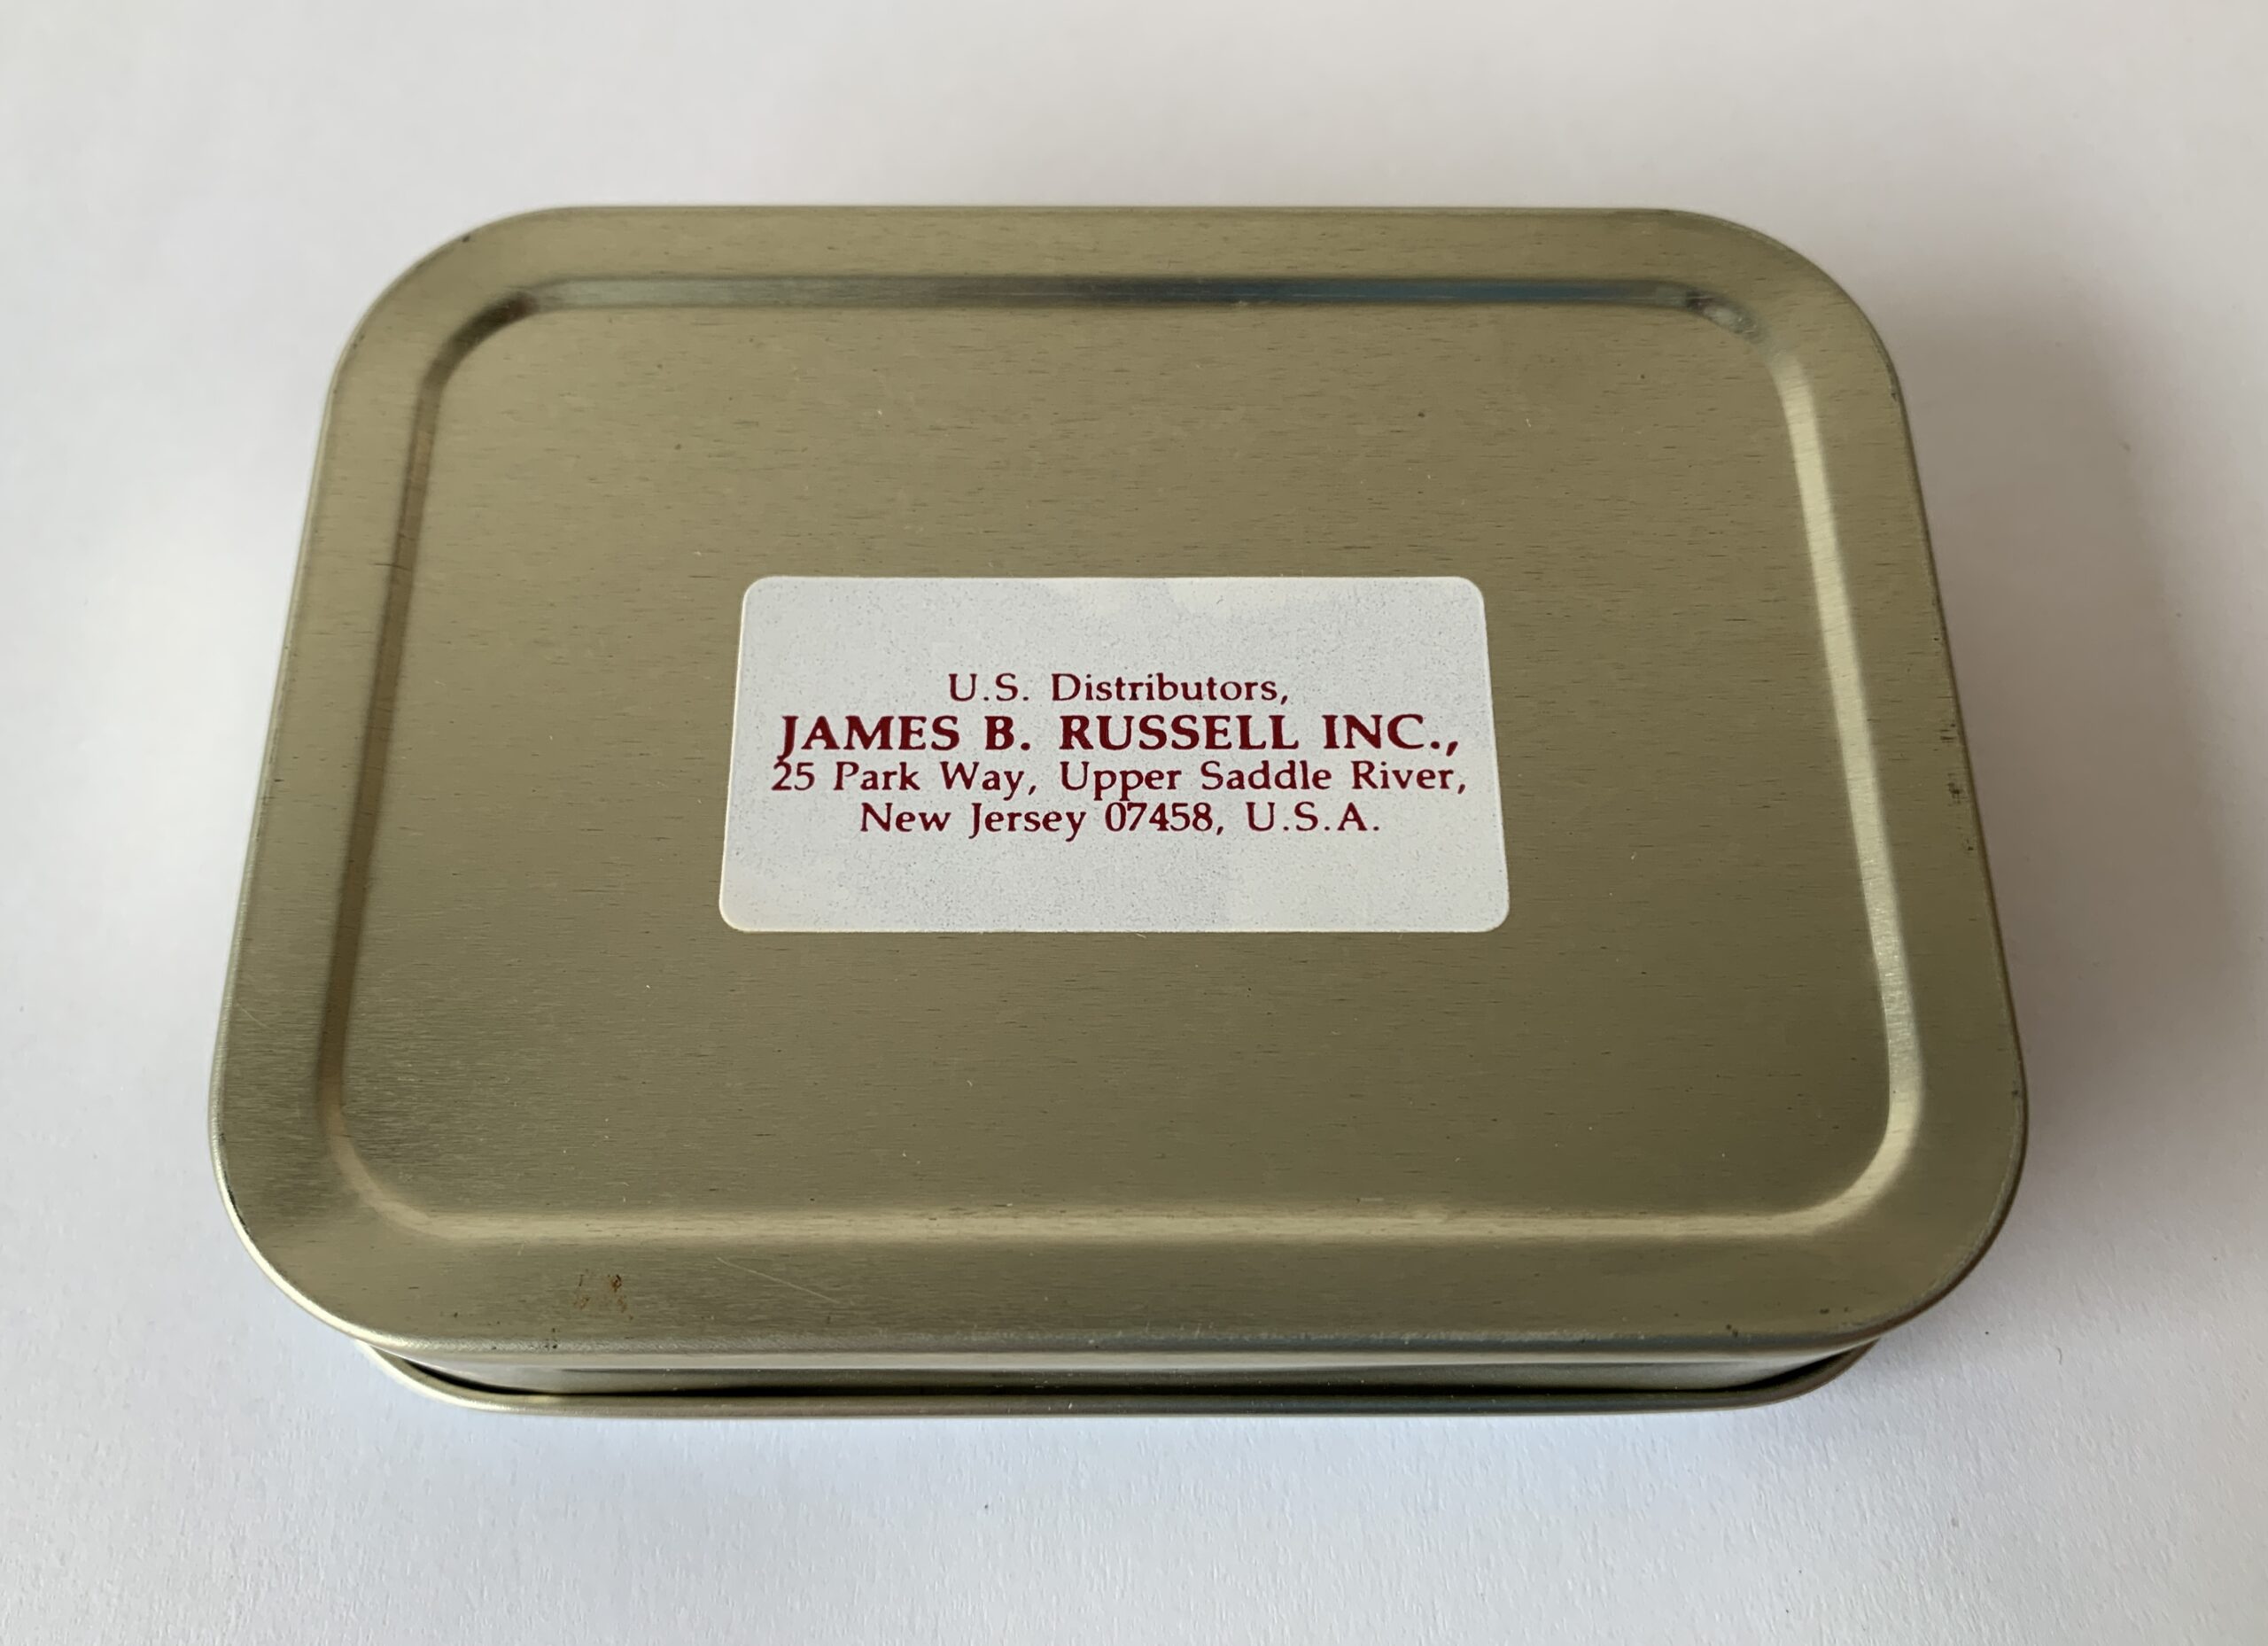 U.S. Distributors,
JAMES B. RUSSELL INC.,
25 Park Way, Upper Saddle River,
New Jersey 07458, U.S.A.